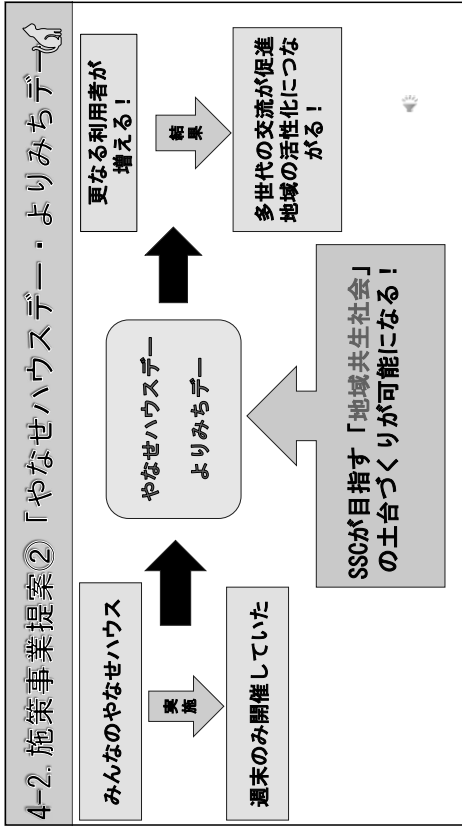 4-2. 施策事業提案②「やなせハウスデー・よりみちデー
みんなのやなせハウス
実施
週末のみ開催していた
やなせハウスデー
よりみちデー
更なる利用者が
増える!
結果
多世代の交流が促進
地域の活性化につな
がる!
SSCが目指す「地域共生社会」
の土台づくりが可能になる!